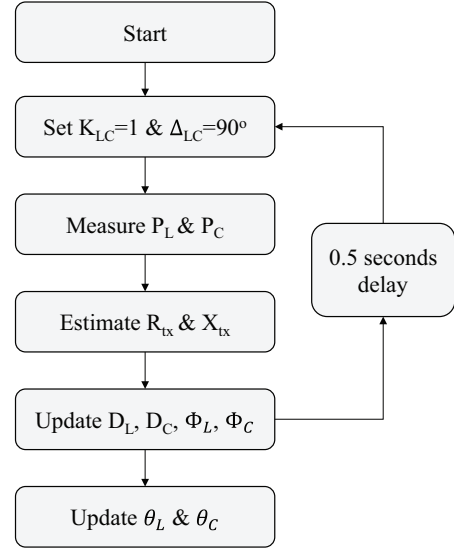 Start
Set K_LC=1 & Δ_LC=90°
Measure P_L & P_C
Estimate R_tx & X_tx
0.5 seconds
delay
Update D_L, D_C, Φ_L, Φ_C
Update θ_L & θ_C